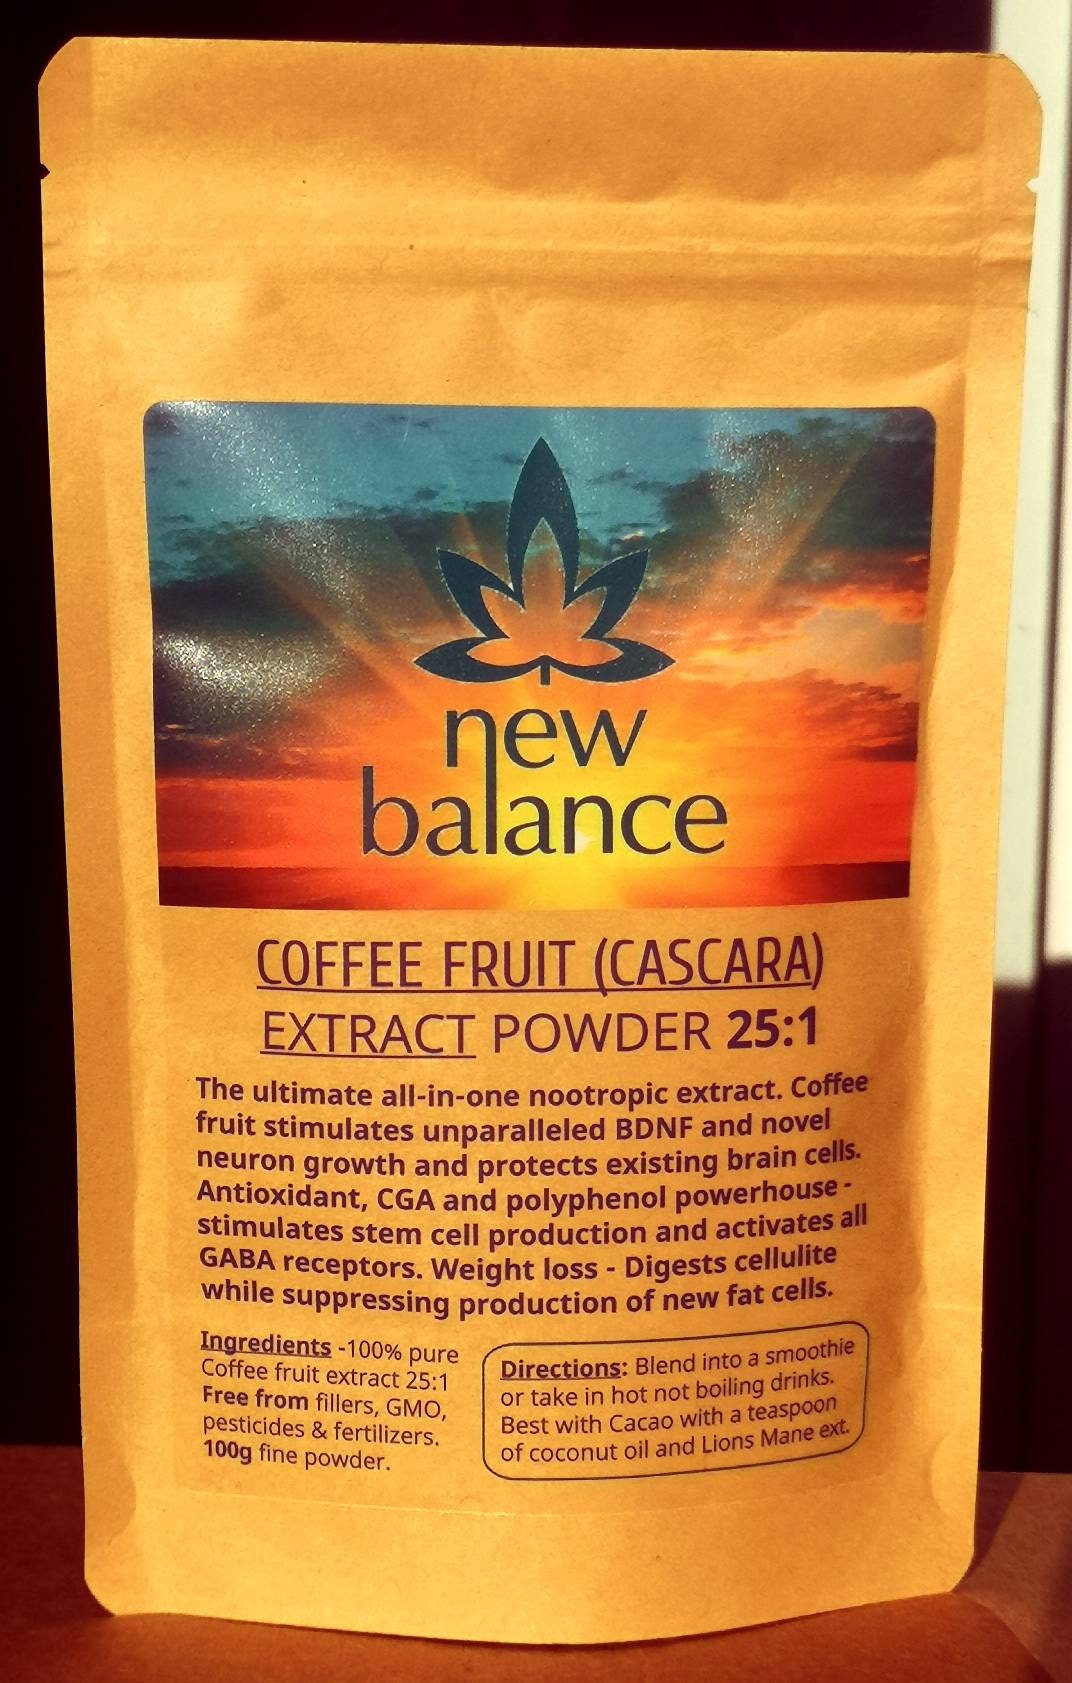 new
balance
COFFEE FRUIT (CASCARA)
EXTRACT POWDER 25:1
The ultimate all-in-one nootropic extract. Coffee
fruit stimulates unparalleled BDNF and novel
neuron growth and protects existing brain cells.
Antioxidant, CGA and polyphenol powerhouse -
stimulates stem cell production and activates all
GABA receptors. Weight loss - Digests cellulite
while suppressing production of new fat cells.
Ingredients -100% pure
Coffee fruit extract 25:1
Free from fillers, GMO,
pesticides & fertilizers.
100g fine powder.
Directions: Blend into a smoothie
or take in hot not boiling drinks.
Best with Cacao with a teaspoon
of coconut oil and Lions Mane ext.